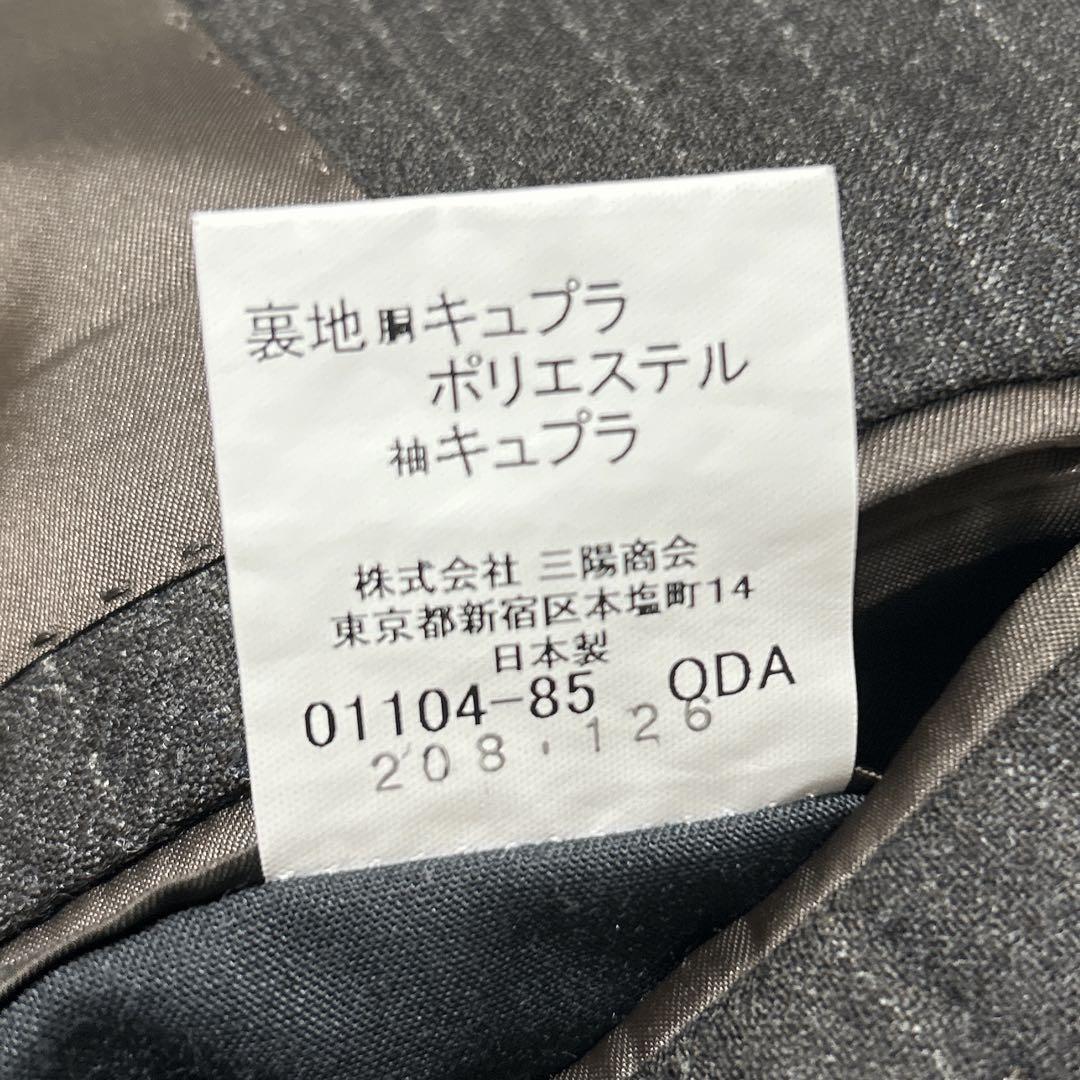 裏地 胴キュプラ
ポリエステル
袖キュプラ
株式会社 三陽商会
東京都新宿区本塩町14
日本製
01104-85 QDA
208.126